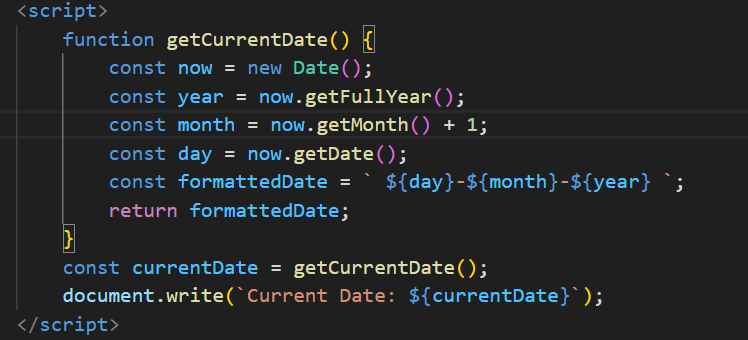 <script>
function getCurrentDate() {
const now = new Date();
const year = now.getFullYear();
const month = now.getMonth() + 1;
const day = now.getDate();
const formattedDate = ` ${day}-${month}-${year} `;
return formattedDate;
}
const currentDate = getCurrentDate();
document.write(`Current Date: ${currentDate}`);
</script>